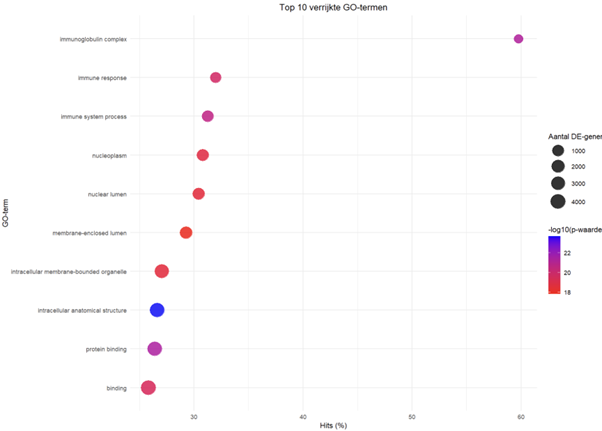 Top 10 verrijkte GO-termen
GO-term
immunoglobulin complex
immune response
immune system process
nucleoplasm
nuclear lumen
membrane-enclosed lumen
intracellular membrane-bounded organelle
intracellular anatomical structure
protein binding
binding
30
40
50
60
Hits (%)
Aantal DE-gener
1000
2000
3000
4000
-log10(p-waarde
22
20
18